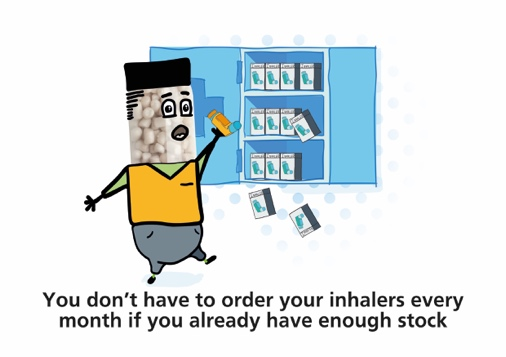 You don't have to order your inhalers every
month if you already have enough stock